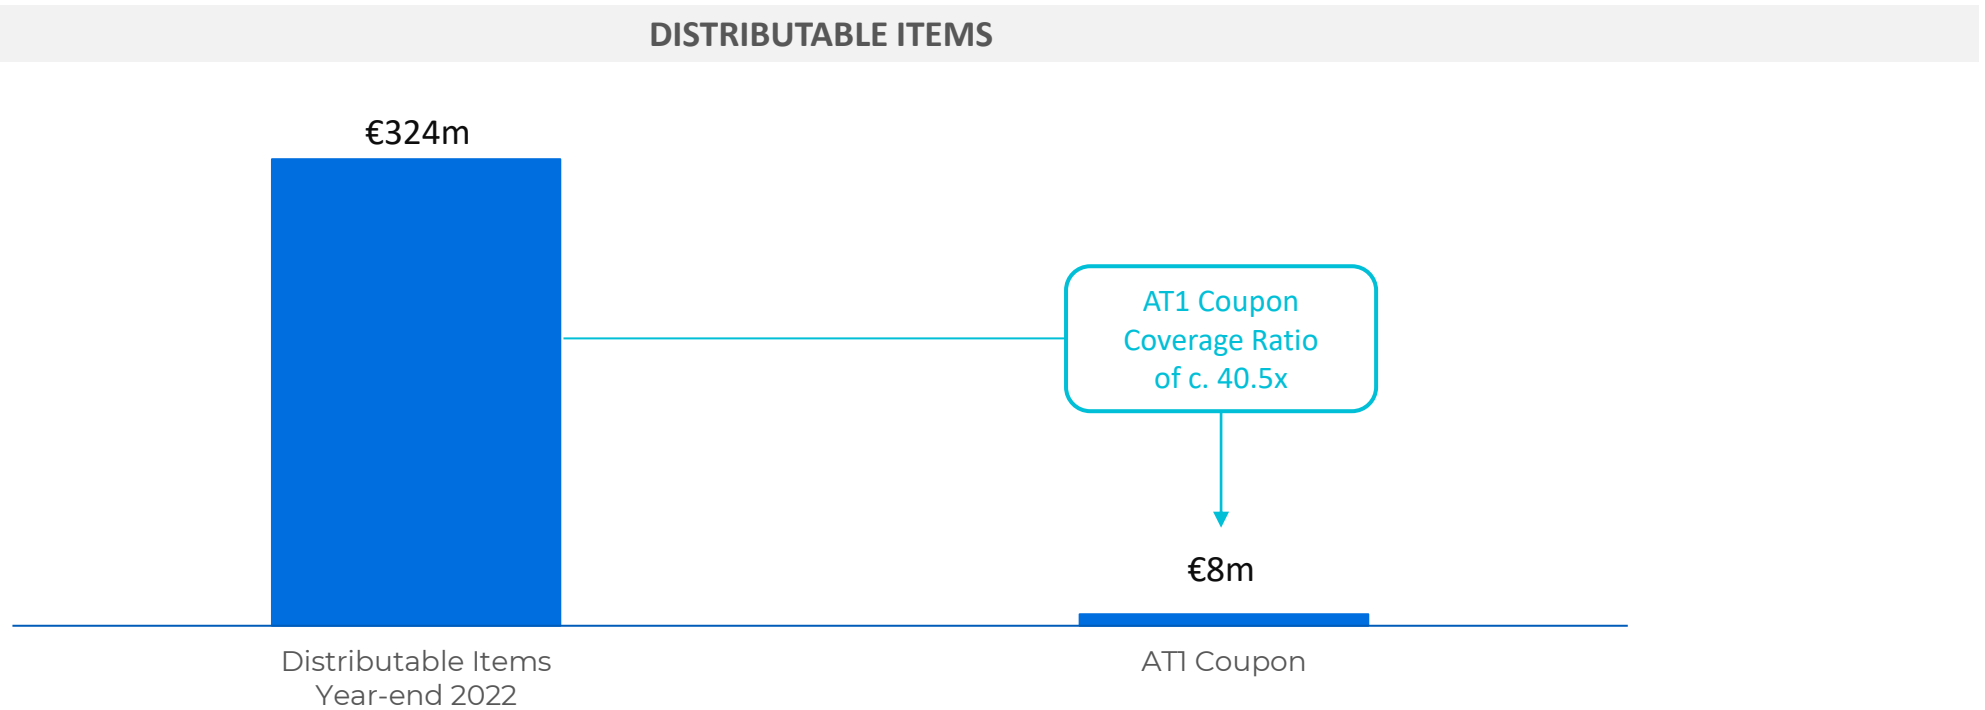 DISTRIBUTABLE ITEMS
€324m
AT1 Coupon
Coverage Ratio
of c. 40.5x
€8m
Distributable Items
Year-end 2022
AT1 Coupon